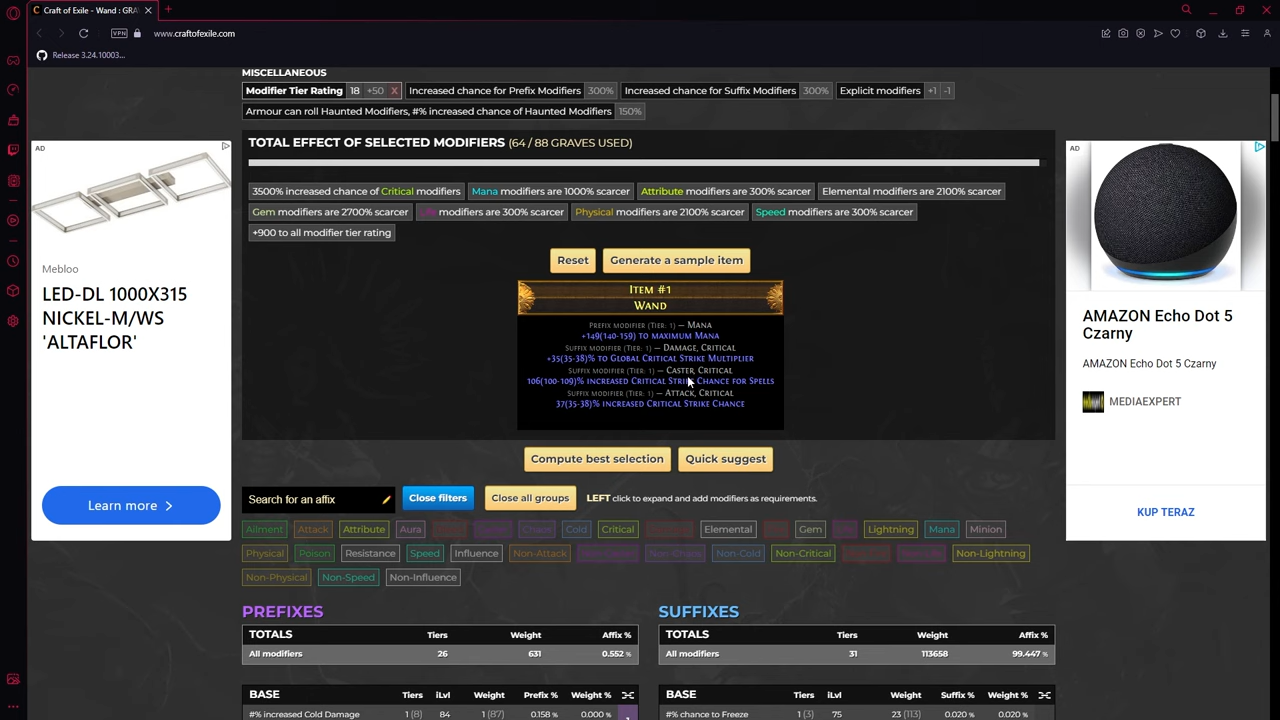 Craft of Exile - Wand : GRA
VPN
www.craftofexile.com
Release 3.24.10003...
MISCELLANEOUS
Modifier Tier Rating 18 +50 X Increased chance for Prefix Modifiers 300% Increased chance for Suffix Modifiers 300% Explicit modifiers +1 -1
Armour can roll Haunted Modifiers, #% increased chance of Haunted Modifiers 150%
TOTAL EFFECT OF SELECTED MODIFIERS (64 / 88 GRAVES USED)
3500% increased chance of Critical modifiers Mana modifiers are 1000% scarcer Attribute modifiers are 300% scarcer Elemental modifiers are 2100% scarcer
Gem modifiers are 2700% scarcer Life modifiers are 300% scarcer Physical modifiers are 2100% scarcer Speed modifiers are 300% scarcer
+900 to all modifier tier rating
Reset Generate a sample item
ITEM #1
WAND
PREFIX MODIFIER (TIER: 1) — MANA
+149(140-159) TO MAXIMUM MANA
SUFFIX MODIFIER (TIER: 1) — DAMAGE, CRITICAL
+35(35-38)% TO GLOBAL CRITICAL STRIKE MULTIPLIER
SUFFIX MODIFIER (TIER: 1) — CASTER, CRITICAL
106(100-109)% INCREASED CRITICAL STRIKE CHANCE FOR SPELLS
SUFFIX MODIFIER (TIER: 1) — ATTACK, CRITICAL
37(35-38)% INCREASED CRITICAL STRIKE CHANCE
Compute best selection Quick suggest
Search for an affix Close filters Close all groups LEFT click to expand and add modifiers as requirements.
Ailment Attack Attribute Aura Chaos Cold Critical Elemental Gem Lightning Mana Minion
Physical Poison Resistance Speed Influence Non-Attack Non-Chaos Non-Cold Non-Critical Non-Lightning
Non-Physical Non-Speed Non-Influence
PREFIXES
TOTALS Tiers Weight Affix %
All modifiers 26 631 0.552 %
BASE Tiers iLvl Weight Prefix % Weight %
#% increased Cold Damage 1 (8) 84 1 (87) 0.158 % 0.000 % 1
SUFFIXES
TOTALS Tiers Weight Affix %
All modifiers 31 113658 99.447 %
BASE Tiers iLvl Weight Suffix % Weight %
#% chance to Freeze 1 (3) 75 23 (113) 0.020 % 0.020 %
AD
Mebloo
LED-DL 1000X315
NICKEL-M/WS
'ALTAFLOR'
Learn more
AD
AMAZON Echo Dot 5
Czarny
AMAZON Echo Dot 5 Czarny
MEDIAEXPERT
KUP TERAZ